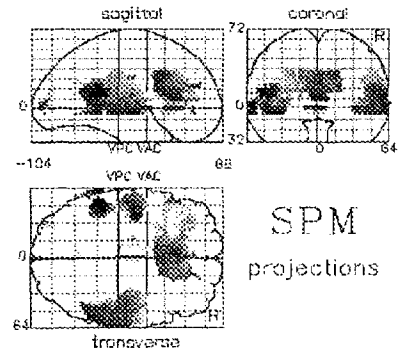 sagittal
coronal
72
R
0
0
32
-104
VPC VAC
68
0
64
VPC VAC
0
SPM
projections
64
R
transverse